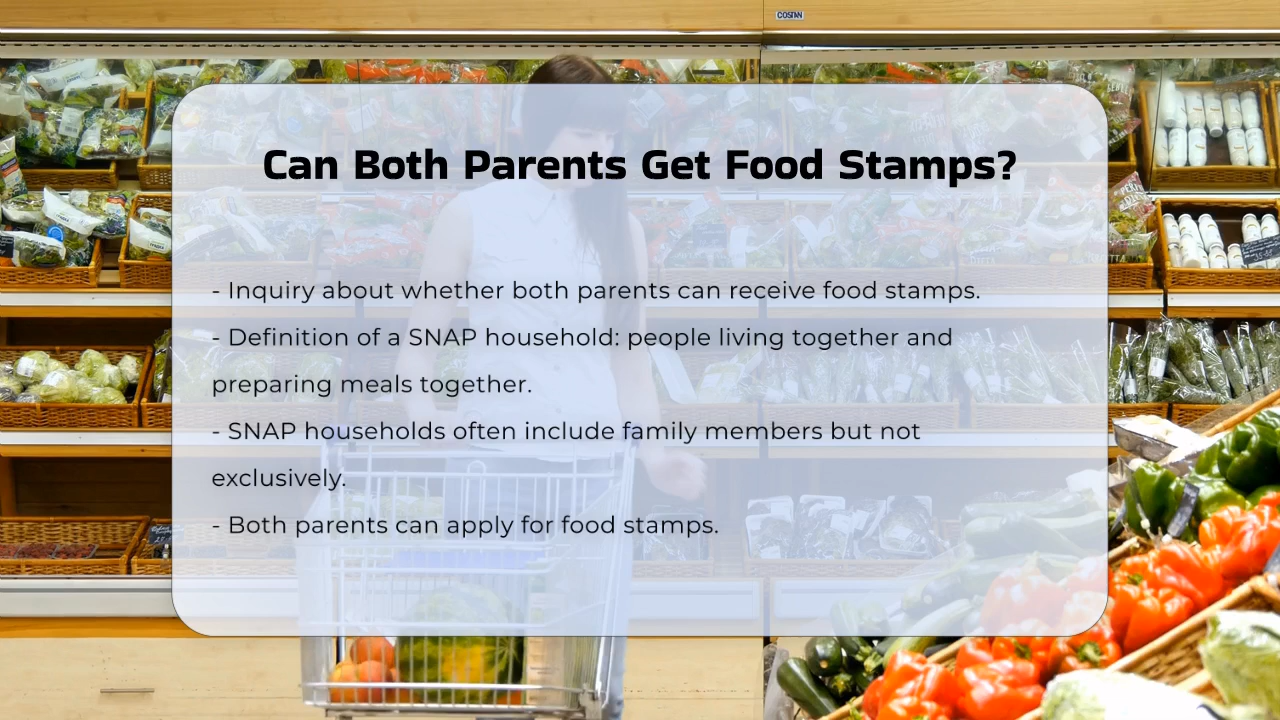 COSTAN
Can Both Parents Get Food Stamps?
- Inquiry about whether both parents can receive food stamps.
- Definition of a SNAP household: people living together and
preparing meals together.
- SNAP households often include family members but not
exclusively.
- Both parents can apply for food stamps.